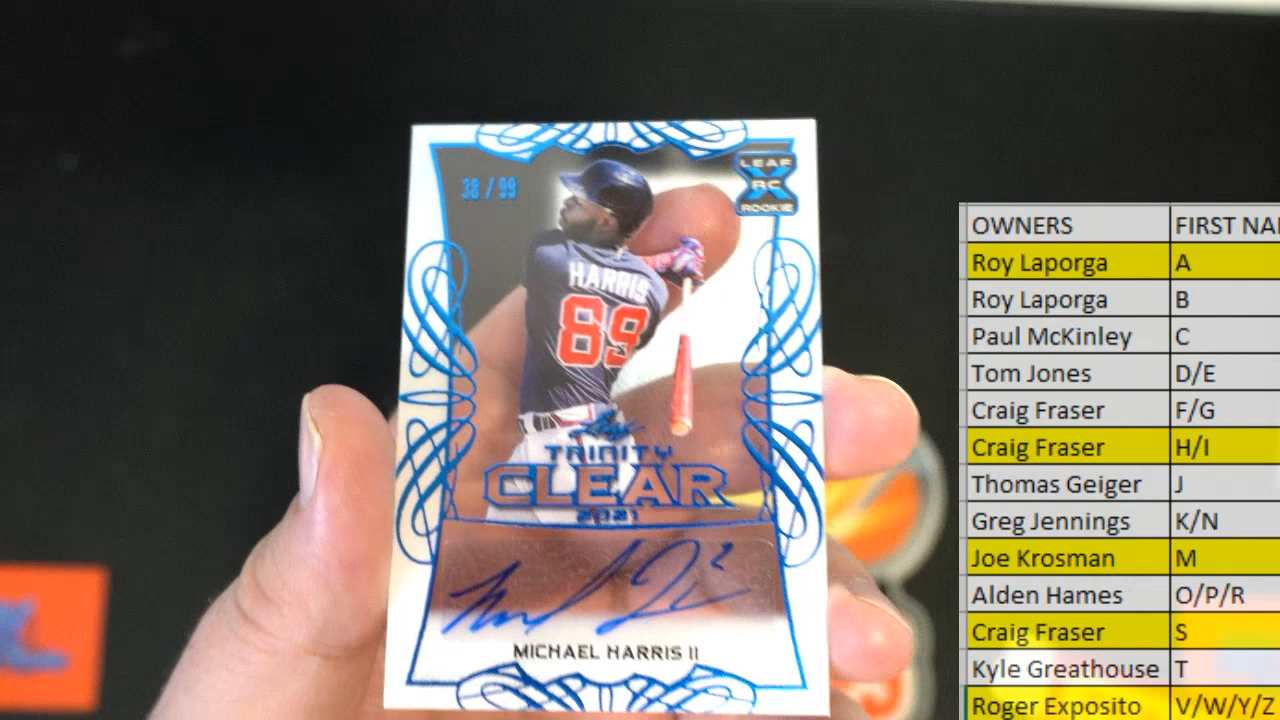 38 / 99
LEAF
RC
ROOKIE
HARRIS
89
Leaf
TRINITY
CLEAR
2021
MICHAEL HARRIS II
OWNERS FIRST NA
Roy Laporga A
Roy Laporga B
Paul McKinley C
Tom Jones D/E
Craig Fraser F/G
Craig Fraser H/I
Thomas Geiger J
Greg Jennings K/N
Joe Krosman M
Alden Hames O/P/R
Craig Fraser S
Kyle Greathouse T
Roger Exposito V/W/Y/Z